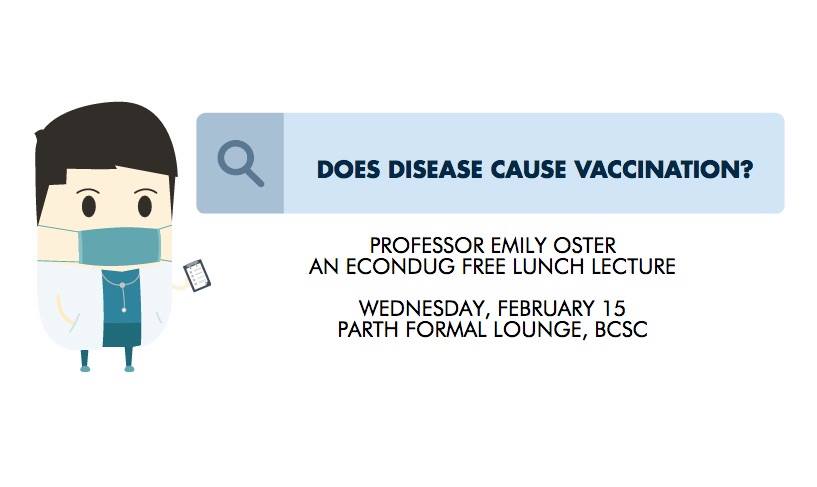 DOES DISEASE CAUSE VACCINATION?
PROFESSOR EMILY OSTER
AN ECONDUG FREE LUNCH LECTURE
WEDNESDAY, FEBRUARY 15
PARTH FORMAL LOUNGE, BCSC